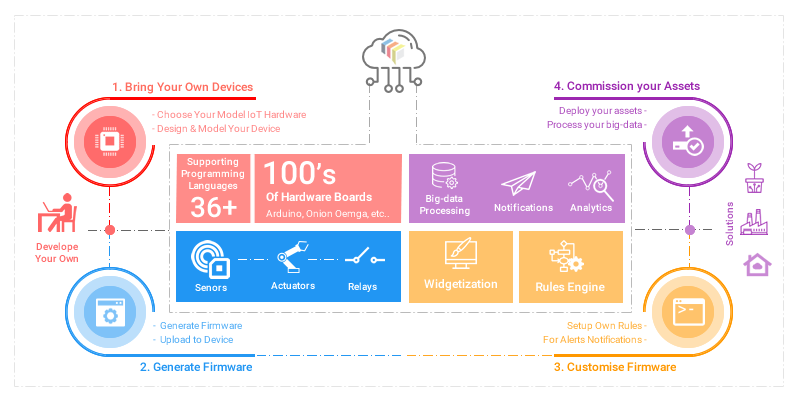 1. Bring Your Own Devices
- Choose Your Model IoT Hardware
- Design & Model Your Device
4. Commission your Assets
Deploy your assets -
Process your big-data -
Supporting
Programming
Languages
36+
100's
Of Hardware Boards
Arduino, Onion Oemga, etc..
Big-data
Processing
Notifications
Analytics
Develope
Your Own
Solutions
Senors
Actuators
Relays
Widgetization
Rules Engine
- Generate Firmware
- Upload to Device
2. Generate Firmware
Setup Own Rules -
For Alerts Notifications -
3. Customise Firmware